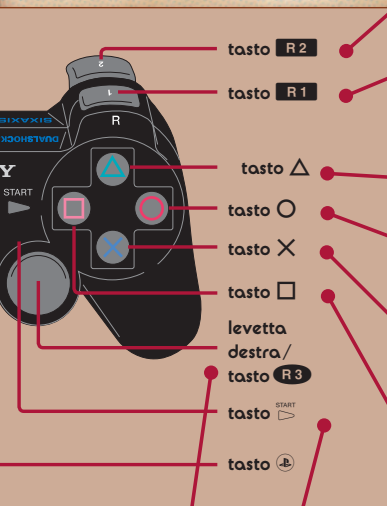 2
tasto R2
1
tasto R1
R
SIXAXIS
DUALSHOCK
Y
START
tasto △
tasto ○
tasto ✕
tasto □
levetta
destra/
tasto R3
START
tasto ▷
tasto